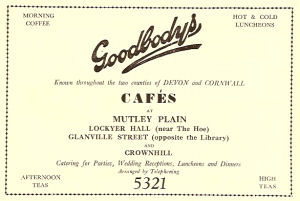 MORNING COFFEE
HOT & COLD LUNCHEONS
Goodbody's
Known throughout the two counties of DEVON and CORNWALL
CAFÉS
AT
MUTLEY PLAIN
LOCKYER HALL (near The Hoe)
GLANVILLE STREET (opposite the Library)
AND
CROWNHILL
Catering for Parties, Wedding Receptions, Luncheons and Dinners
Arranged by Telephoning
AFTERNOON TEAS
5321
HIGH TEAS